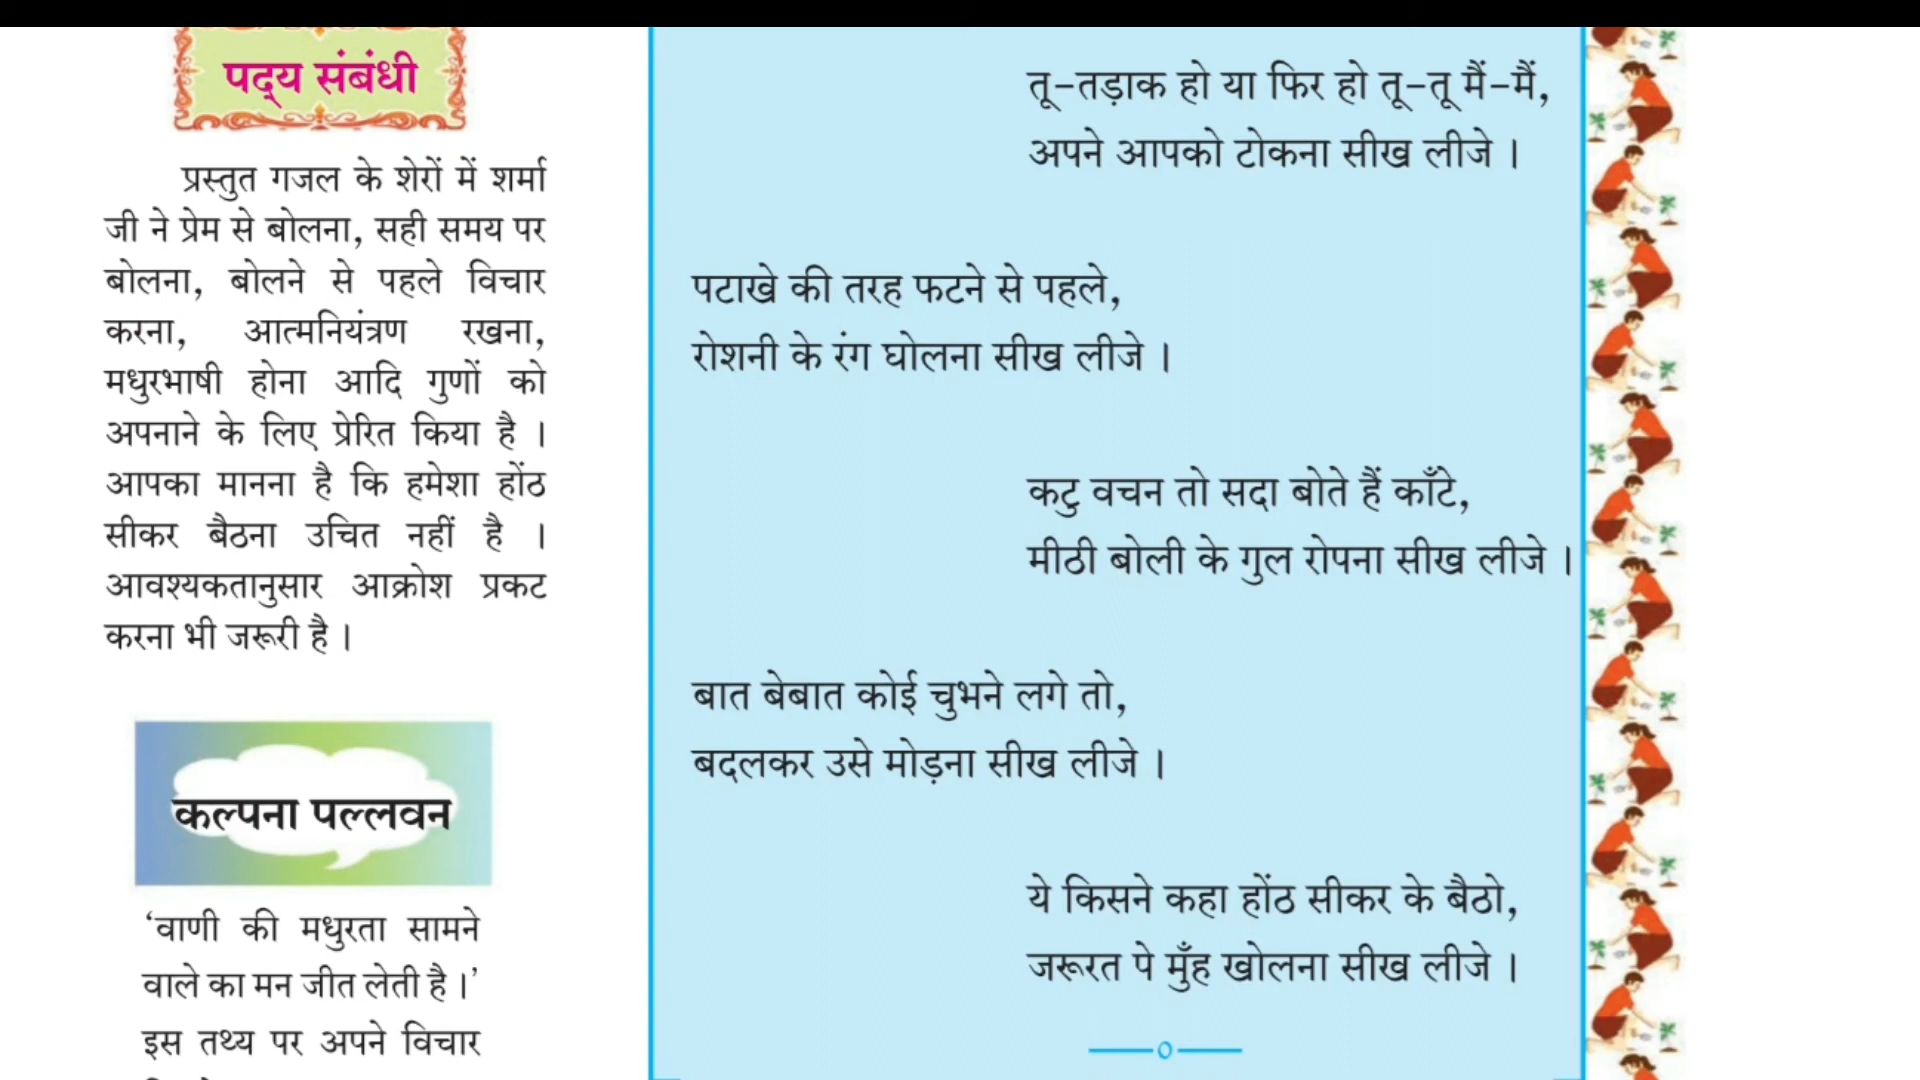 पद्य संबंधी
प्रस्तुत गजल के शेरों में शर्मा
जी ने प्रेम से बोलना, सही समय पर
बोलना, बोलने से पहले विचार
करना, आत्मनियंत्रण रखना,
मधुरभाषी होना आदि गुणों को
अपनाने के लिए प्रेरित किया है ।
आपका मानना है कि हमेशा होंठ
सीकर बैठना उचित नहीं है ।
आवश्यकतानुसार आक्रोश प्रकट
करना भी जरूरी है ।
कल्पना पल्लवन
‘वाणी की मधुरता सामने
वाले का मन जीत लेती है ।’
इस तथ्य पर अपने विचार
तू-तड़ाक हो या फिर हो तू-तू मैं-मैं,
अपने आपको टोकना सीख लीजे ।
पटाखे की तरह फटने से पहले,
रोशनी के रंग घोलना सीख लीजे ।
कटु वचन तो सदा बोते हैं काँटे,
मीठी बोली के गुल रोपना सीख लीजे ।
बात बेबात कोई चुभने लगे तो,
बदलकर उसे मोड़ना सीख लीजे ।
ये किसने कहा होंठ सीकर के बैठो,
जरूरत पे मुँह खोलना सीख लीजे ।